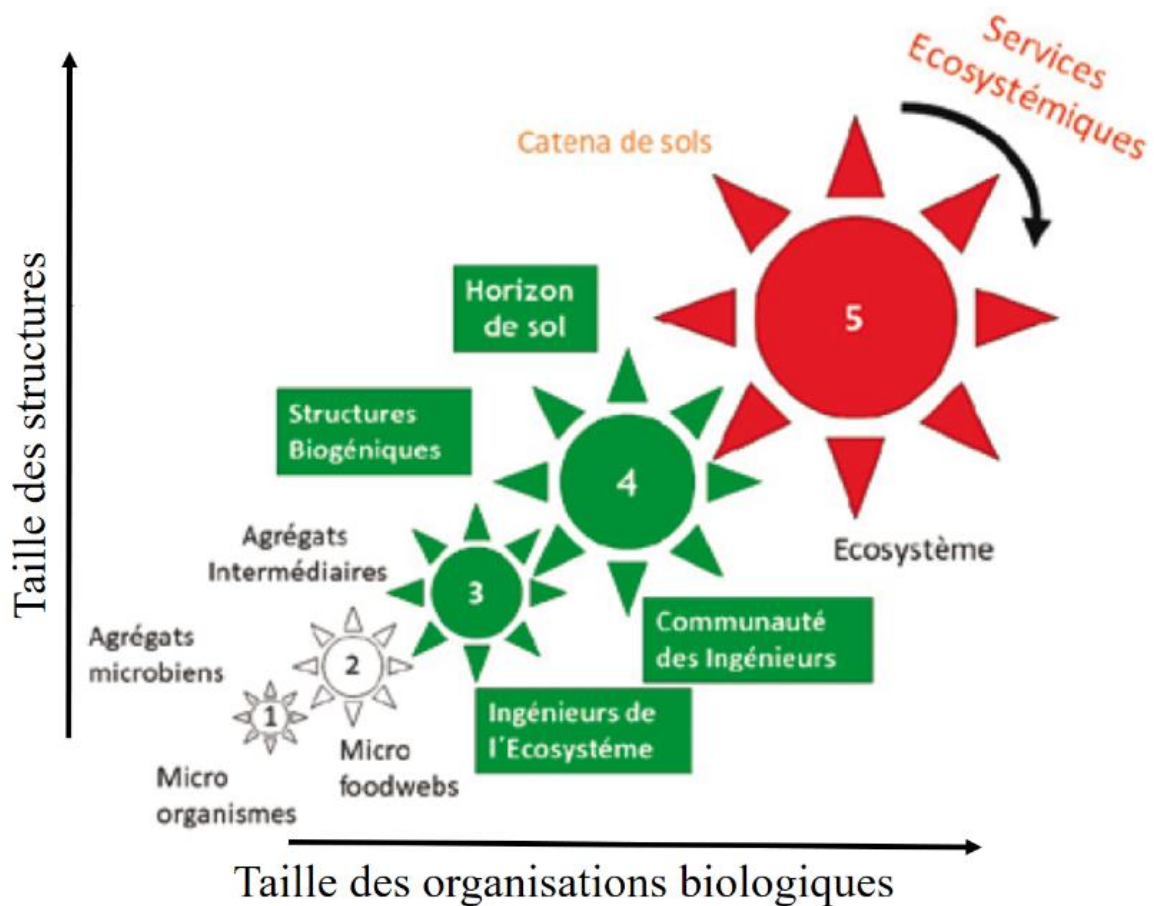 Services
Ecosystémiques
Catena de sols
5
Horizon
de sol
Taille des structures
Structures
Biogéniques
4
Ecosystème
Agrégats
Intermédiaires
3
Communauté
des Ingénieurs
Agrégats
microbiens
2
1
Ingénieurs de
l'Ecosystéme
Micro
foodwebs
Micro
organismes
Taille des organisations biologiques